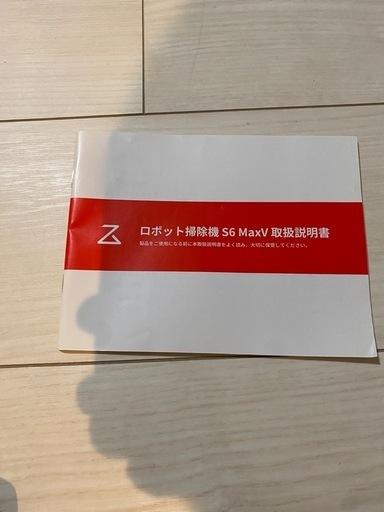 ロボット掃除機 S6 MaxV 取扱説明書
製品をご使用になる前に本取扱説明書をよく読み、大切に保管してください。